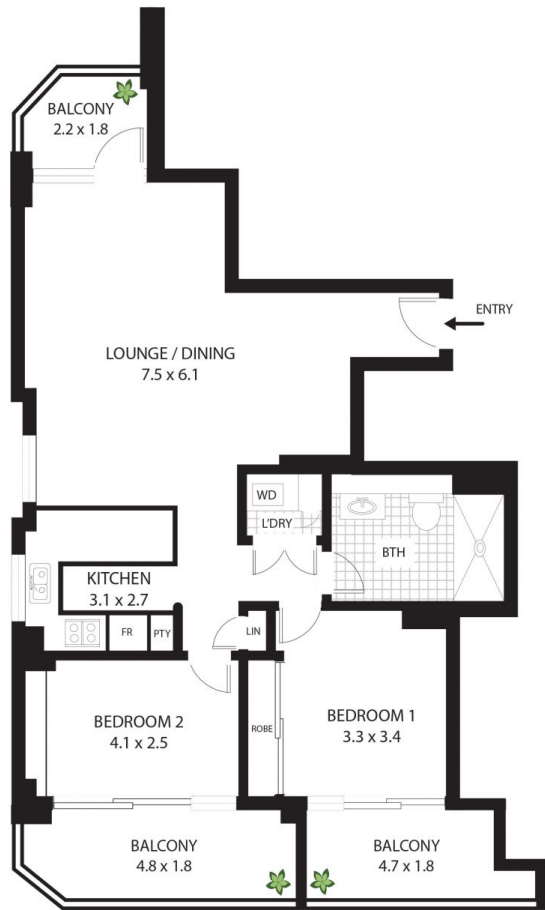 BALCONY
2.2 x 1.8
ENTRY
LOUNGE / DINING
7.5 x 6.1
WD
L'DRY
BTH
KITCHEN
3.1 x 2.7
FR
PTY
LIN
BEDROOM 2
4.1 x 2.5
ROBE
BEDROOM 1
3.3 x 3.4
BALCONY
4.8 x 1.8
BALCONY
4.7 x 1.8